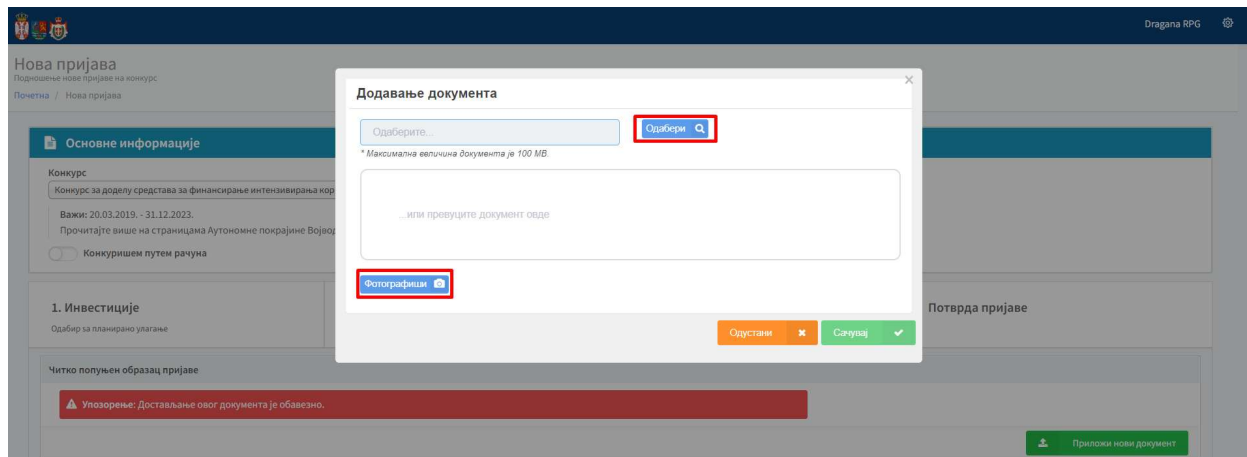 Dragana RPG
Нова пријава
Подношење нове пријаве на конкурс
Почетна / Нова пријава
Додавање документа
Одаберите...
Одабери
* Максимална величина документа је 100 MB.
...или превуците документ овде
Фотографиши
Одустани
Сачувај
Основне информације
Конкурс
Конкурс за доделу средстава за финансирање интензивирања кор
Важи: 20.03.2019. - 31.12.2023.
Прочитајте више на страницама Аутономне покрајине Војвод
Конкуришем путем рачуна
1. Инвестиције
Одабир за планирано улагање
Потврда пријаве
Читко попуњен образац пријаве
Упозорење: Достављање овог документа је обавезно.
Приложи нови документ